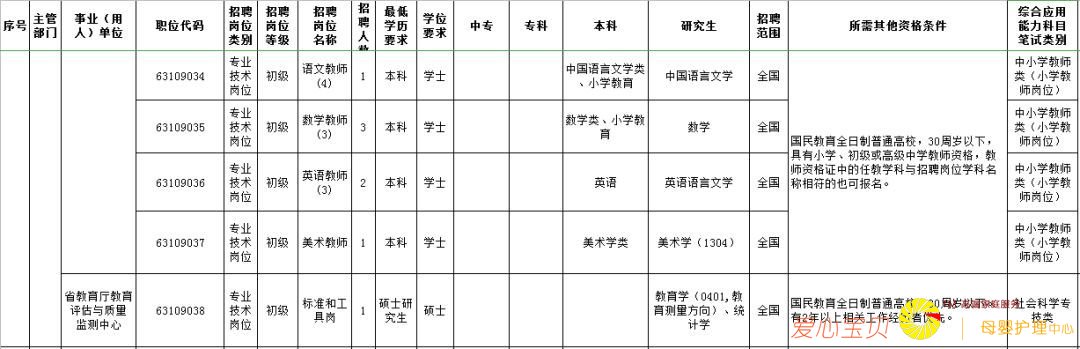 序号
主管
部门
事业（用
人）单位
职位代码
招聘
岗位
类别
招聘
岗位
等级
招聘
岗位
名称
招
聘
人数
最低
学历
要求
学位
要求
中专
专科
本科
研究生
招聘
范围
所需其他资格条件
综合应用
能力科目
笔试类别
63109034
专业
技术
岗位
初级
语文教师
(4)
1
本科
学士
中国语言文学类
、小学教育
中国语言文学
全国
中小学教师
类（小学教
师岗位）
63109035
专业
技术
岗位
初级
数学教师
(3)
3
本科
学士
数学类、小学教
育
数学
全国
中小学教师
类（小学教
师岗位）
国民教育全日制普通高校，30周岁以下，
具有小学、初级或高级中学教师资格，教
师资格证中的任教学科与招聘岗位学科名
称相符的也可报名。
63109036
专业
技术
岗位
初级
英语教师
(3)
2
本科
学士
英语
英语语言文学
全国
中小学教师
类（小学教
师岗位）
63109037
专业
技术
岗位
初级
美术教师
1
本科
学士
美术学类
美术学（1304）
全国
中小学教师
类（小学教
师岗位）
省教育厅教育
评估与质量
监测中心
63109038
专业
技术
岗位
初级
标准和工
具岗
1
硕士研
究生
硕士
教育学（0401,教
育测量方向）、统
计学
全国
国民教育全日制普通高校，30周岁以下，
有2年以上相关工作经验者优先。
社会科学专
技类
爱心宝贝
母婴护理中心